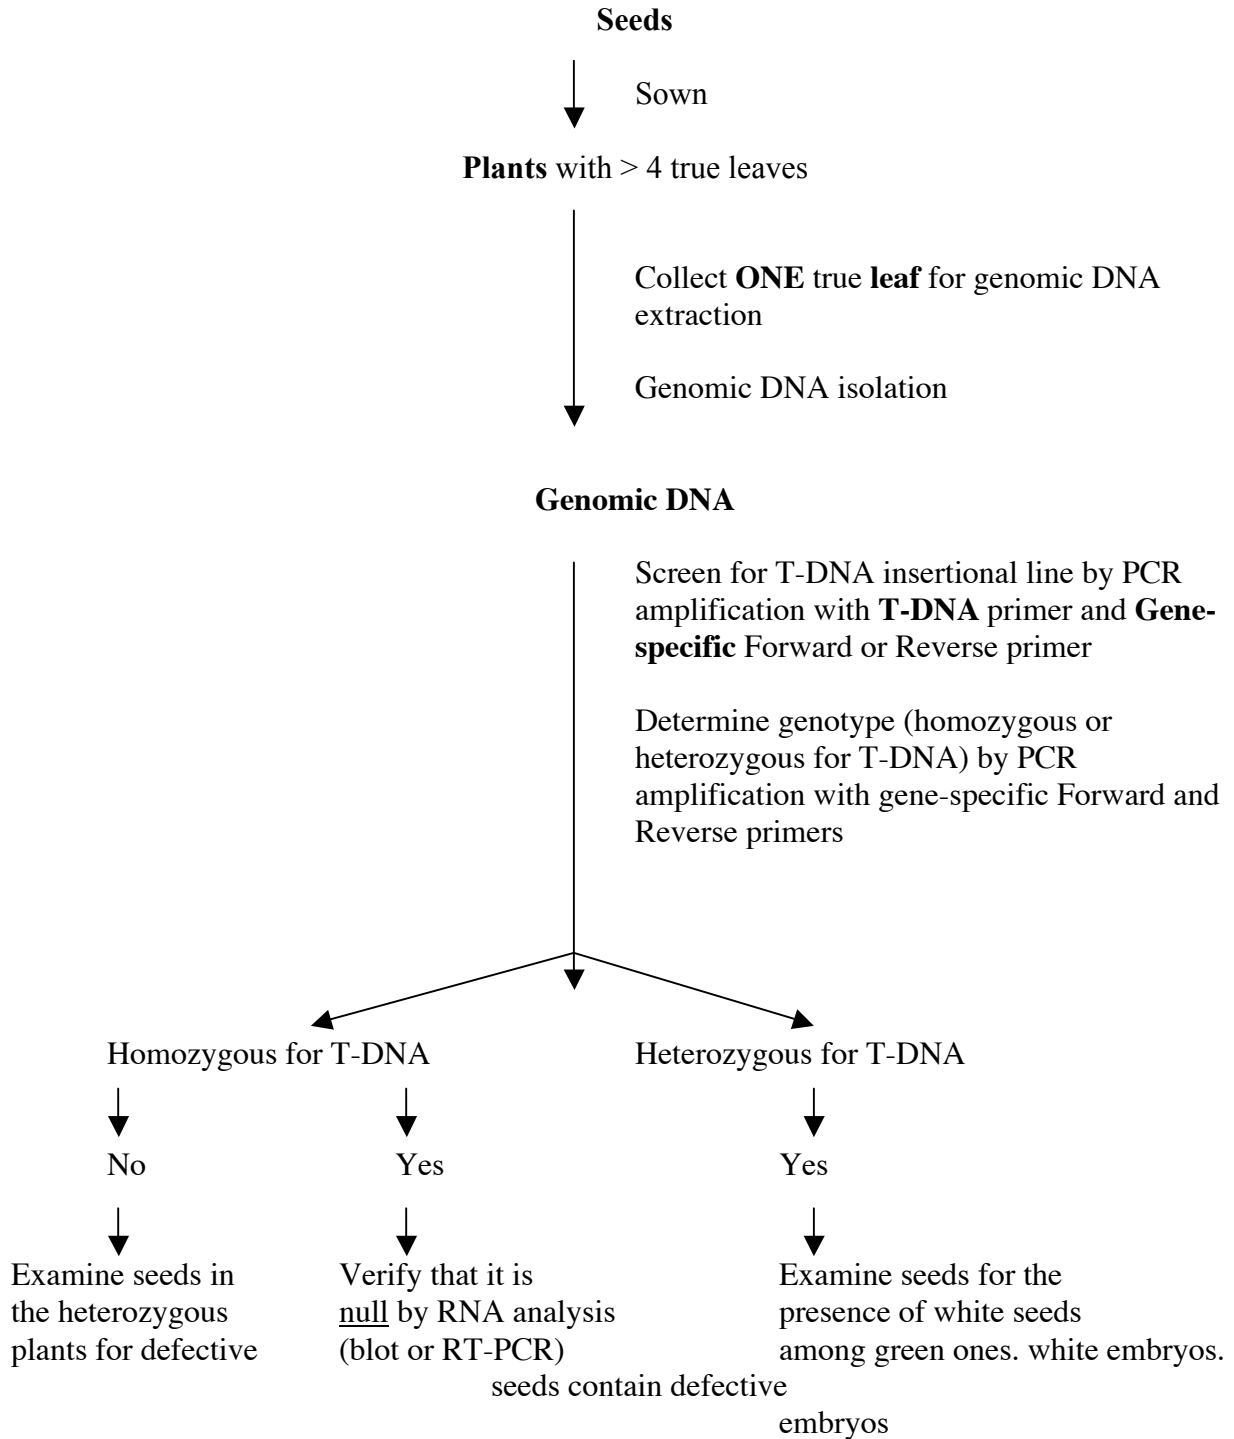 Seeds
Sown
Plants with > 4 true leaves
Collect ONE true leaf for genomic DNA
extraction
Genomic DNA isolation
Genomic DNA
Screen for T-DNA insertional line by PCR
amplification with T-DNA primer and Gene-
specific Forward or Reverse primer
Determine genotype (homozygous or
heterozygous for T-DNA) by PCR
amplification with gene-specific Forward and
Reverse primers
Homozygous for T-DNA
Heterozygous for T-DNA
No
Yes
Yes
Examine seeds in
the heterozygous
plants for defective
Verify that it is
null by RNA analysis
(blot or RT-PCR)
Examine seeds for the
presence of white seeds
among green ones. white embryos.
seeds contain defective
embryos